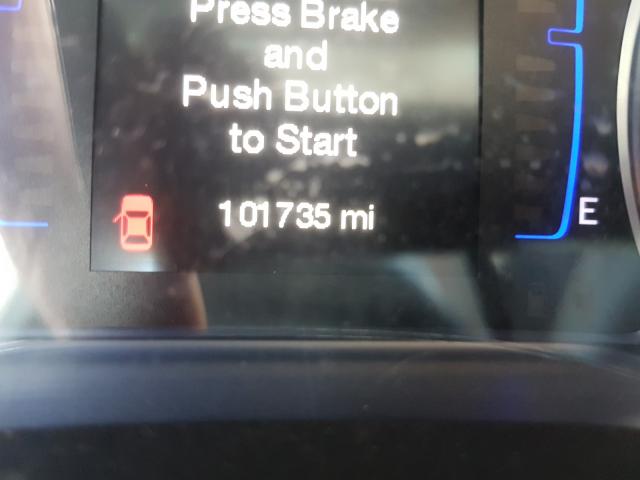 Press Brake
and
Push Button
to Start
101735 mi
E